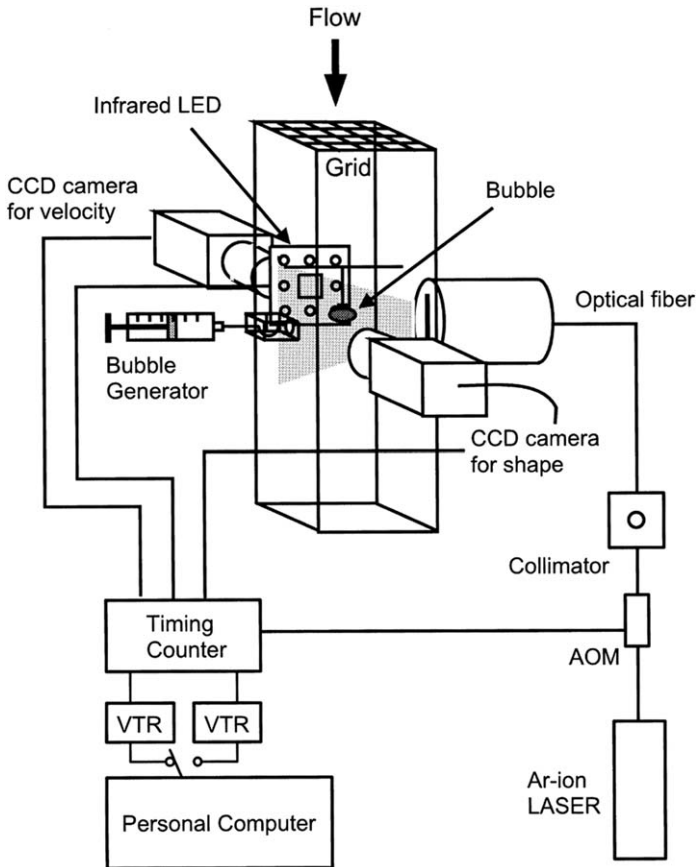 Flow
Infrared LED
Grid
CCD camera
for velocity
Bubble
Optical fiber
Bubble
Generator
CCD camera
for shape
Collimator
Timing
Counter
AOM
VTR
VTR
Ar-ion
LASER
Personal Computer